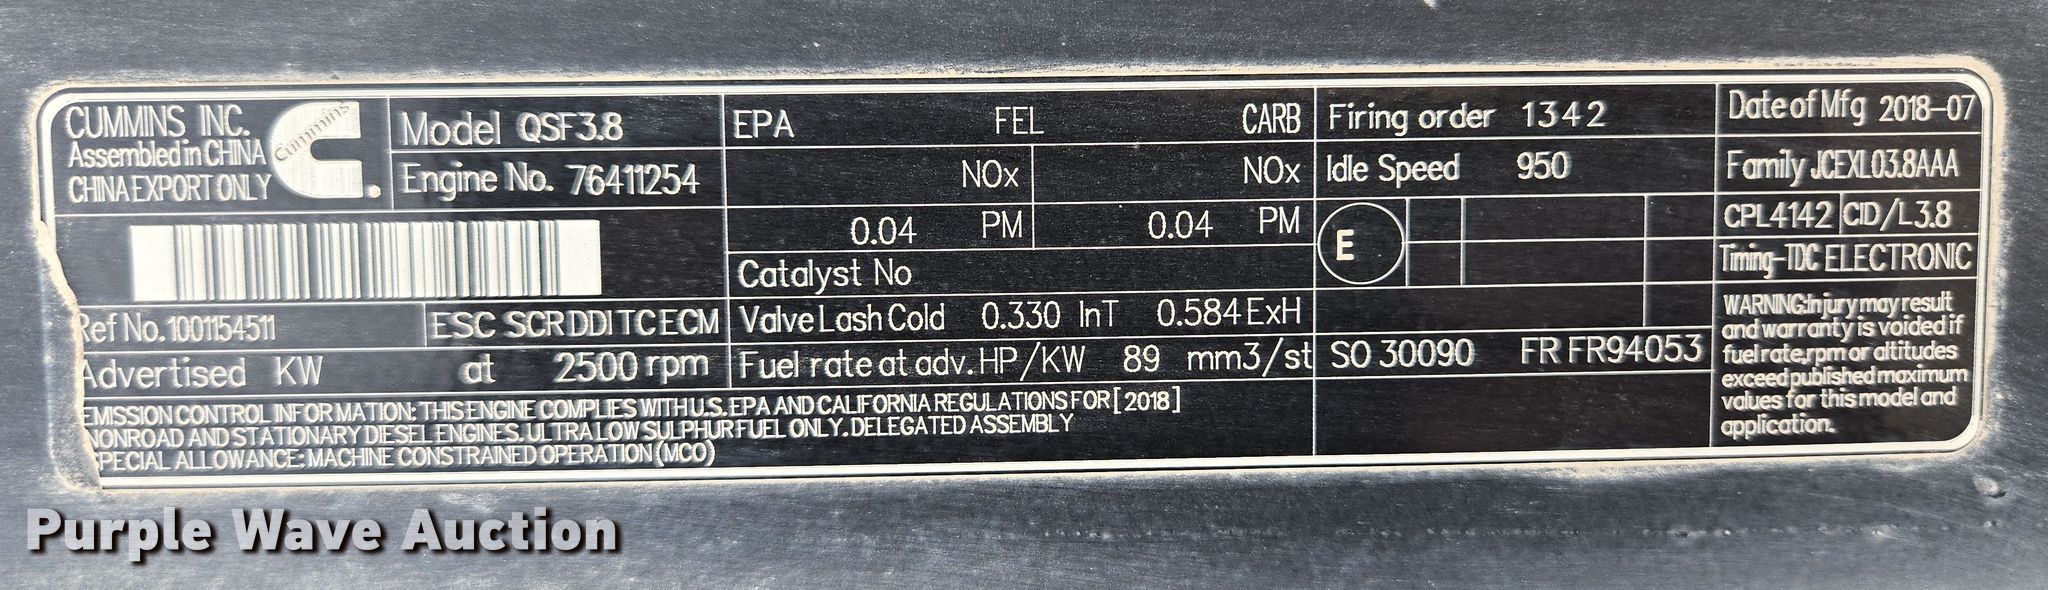 CUMMINS INC.
Assembled in CHINA
CHINA EXPORT ONLY
Cummins
Model QSF3.8
Engine No. 76411254
Ref No. 1001154511
ESC SCR DDI TC ECM
Advertised KW at 2500 rpm
EPA FEL CARB
NOx NOx
0.04 PM 0.04 PM
Catalyst No
Valve Lash Cold 0.330 InT 0.584 ExH
Fuel rate at adv. HP/KW 89 mm3/st
EMISSION CONTROL INFORMATION: THIS ENGINE COMPLIES WITH U.S. EPA AND CALIFORNIA REGULATIONS FOR [2018]
NONROAD AND STATIONARY DIESEL ENGINES. ULTRA LOW SULPHUR FUEL ONLY. DELEGATED ASSEMBLY
SPECIAL ALLOWANCE: MACHINE CONSTRAINED OPERATION (MCO)
Firing order 1342
Idle Speed 950
E
SO 30090 FR FR94053
Date of Mfg 2018-07
Family JCEXL03.8AAA
CPL4142 CID/L3.8
Timing-TDC ELECTRONIC
WARNING: Injury may result
and warranty is voided if
fuel rate,rpm or altitudes
exceed published maximum
values for this model and
application.
Purple Wave Auction